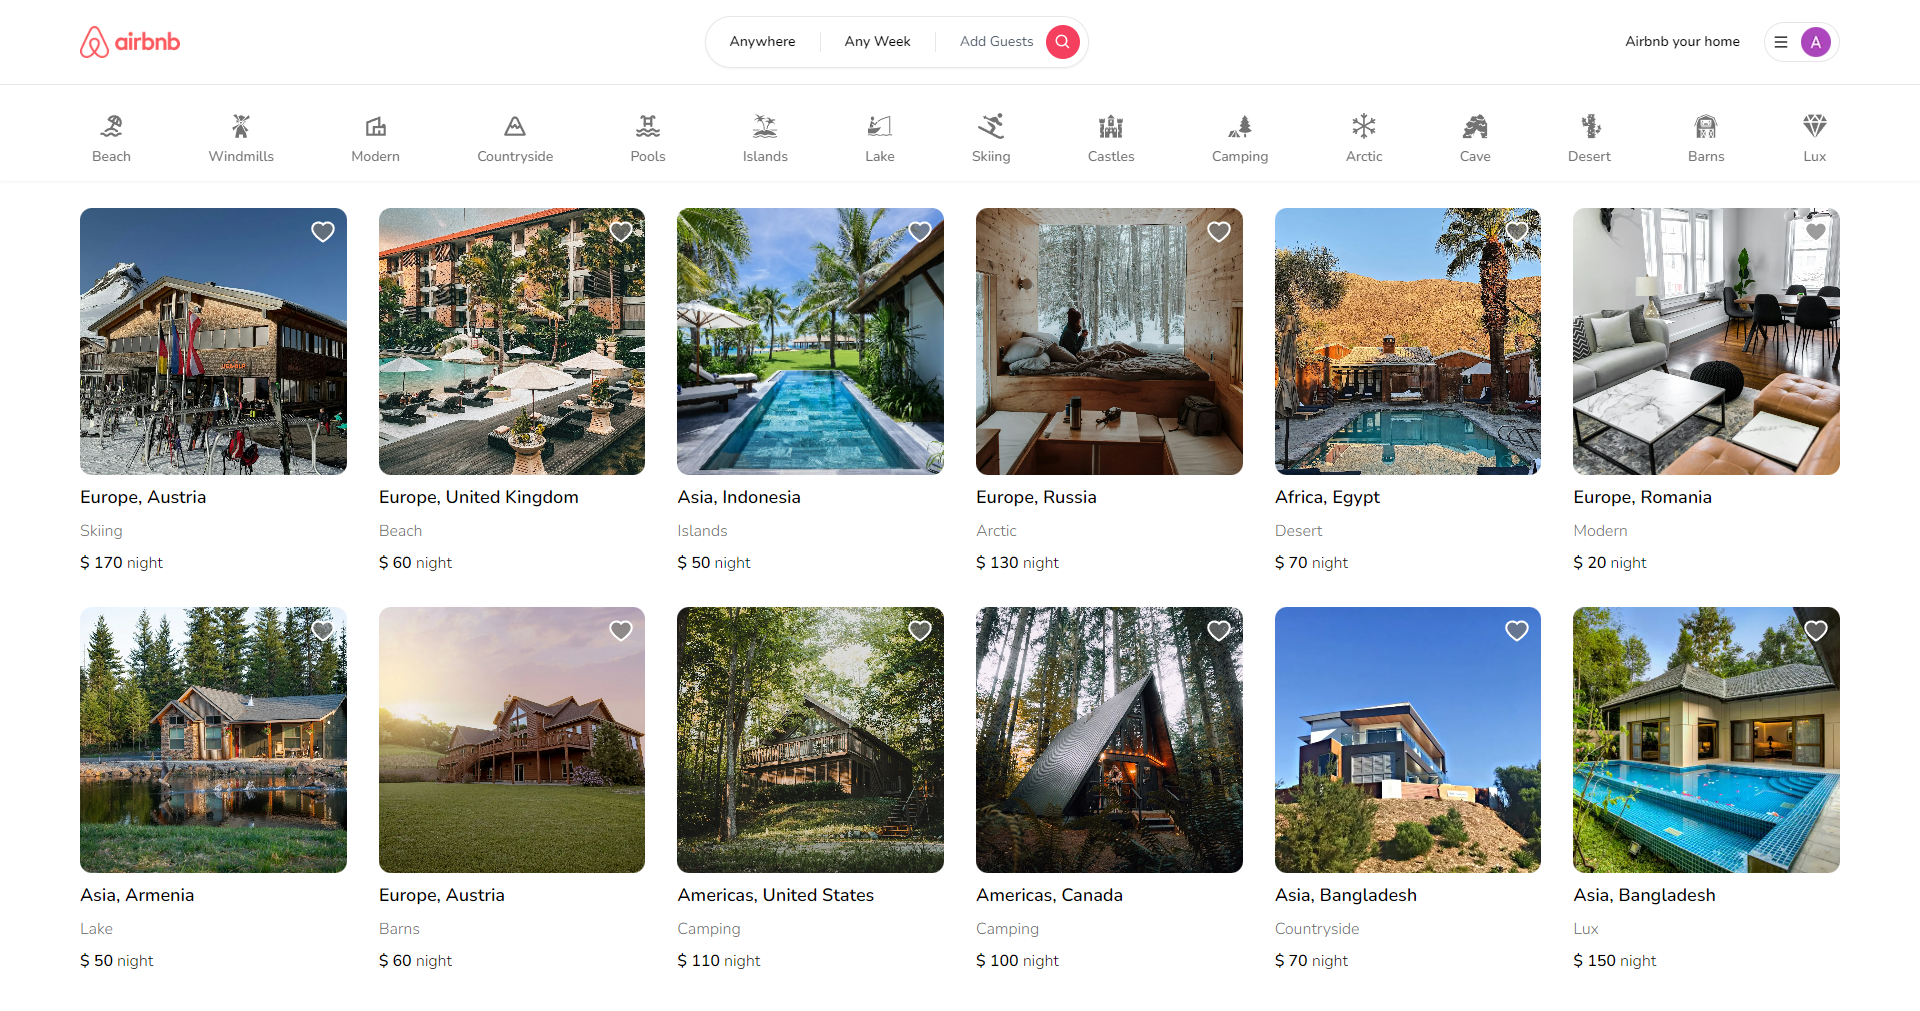 airbnb
Anywhere
Any Week
Add Guests
Airbnb your home
A
Beach
Windmills
Modern
Countryside
Pools
Islands
Lake
Skiing
Castles
Camping
Arctic
Cave
Desert
Barns
Lux
Europe, Austria
Skiing
$ 170 night
Europe, United Kingdom
Beach
$ 60 night
Asia, Indonesia
Islands
$ 50 night
Europe, Russia
Arctic
$ 130 night
Africa, Egypt
Desert
$ 70 night
Europe, Romania
Modern
$ 20 night
Asia, Armenia
Lake
$ 50 night
Europe, Austria
Barns
$ 60 night
Americas, United States
Camping
$ 110 night
Americas, Canada
Camping
$ 100 night
Asia, Bangladesh
Countryside
$ 70 night
Asia, Bangladesh
Lux
$ 150 night